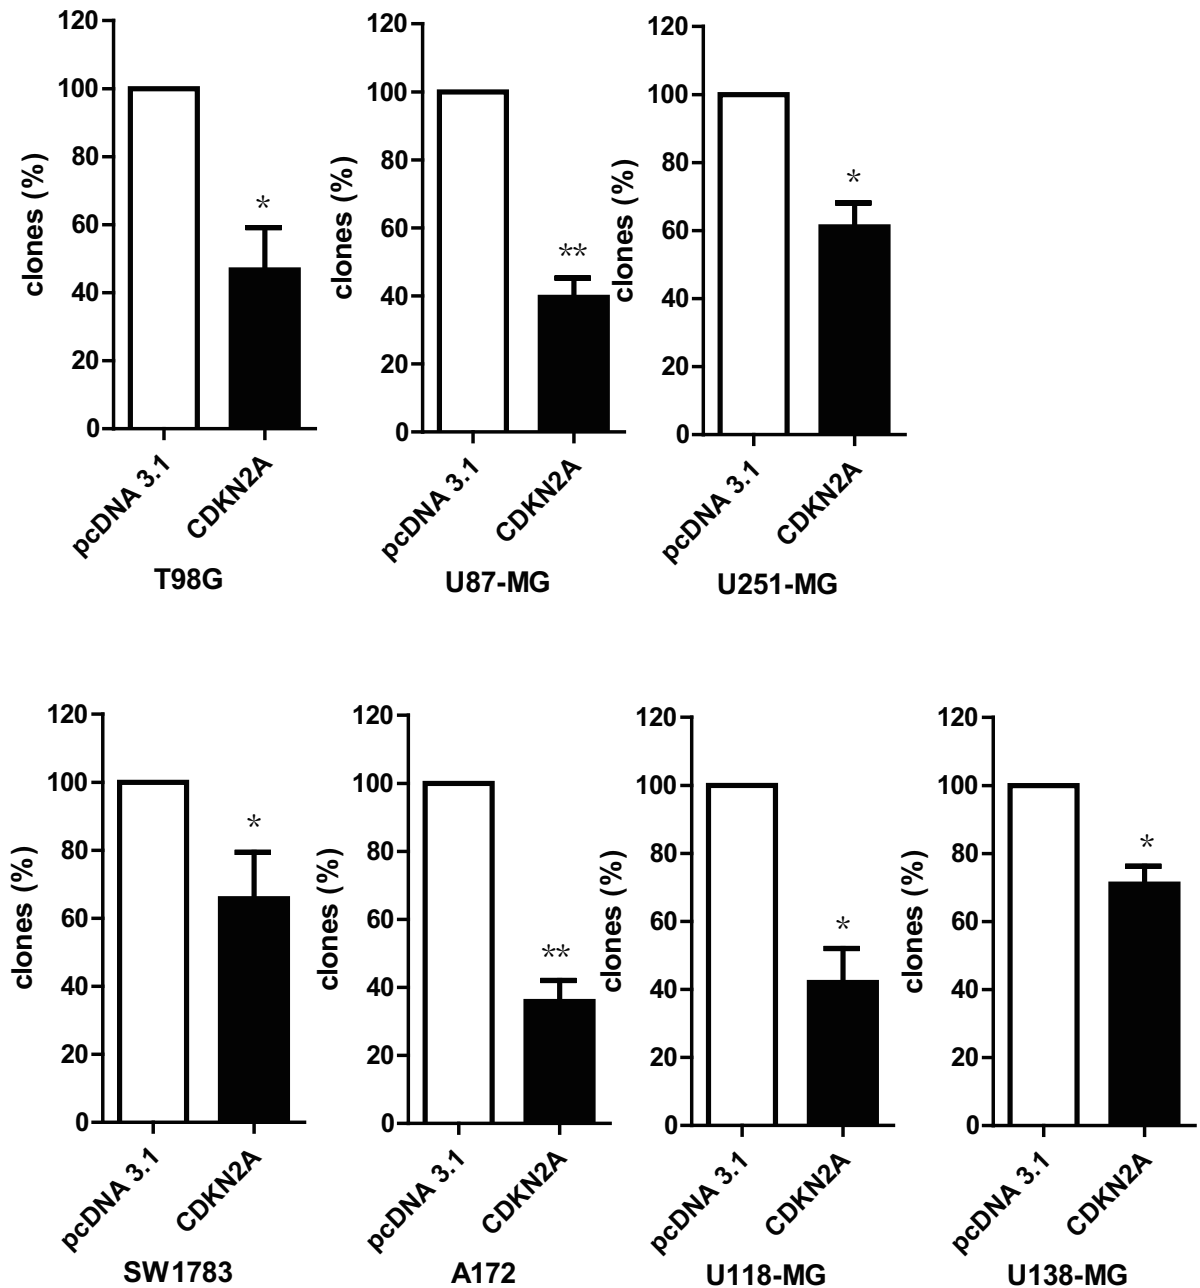 120
100
80
60
40
20
0
clones (%)
*
pcDNA 3.1
CDKN2A
T98G
120
100
80
60
40
20
0
clones (%)
**
pcDNA 3.1
CDKN2A
U87-MG
120
100
80
60
40
20
0
clones (%)
*
pcDNA 3.1
CDKN2A
U251-MG
120
100
80
60
40
20
0
clones (%)
*
pcDNA 3.1
CDKN2A
SW1783
120
100
80
60
40
20
0
clones (%)
**
pcDNA 3.1
CDKN2A
A172
120
100
80
60
40
20
0
clones (%)
*
pcDNA 3.1
CDKN2A
U118-MG
120
100
80
60
40
20
0
clones (%)
*
pcDNA 3.1
CDKN2A
U138-MG